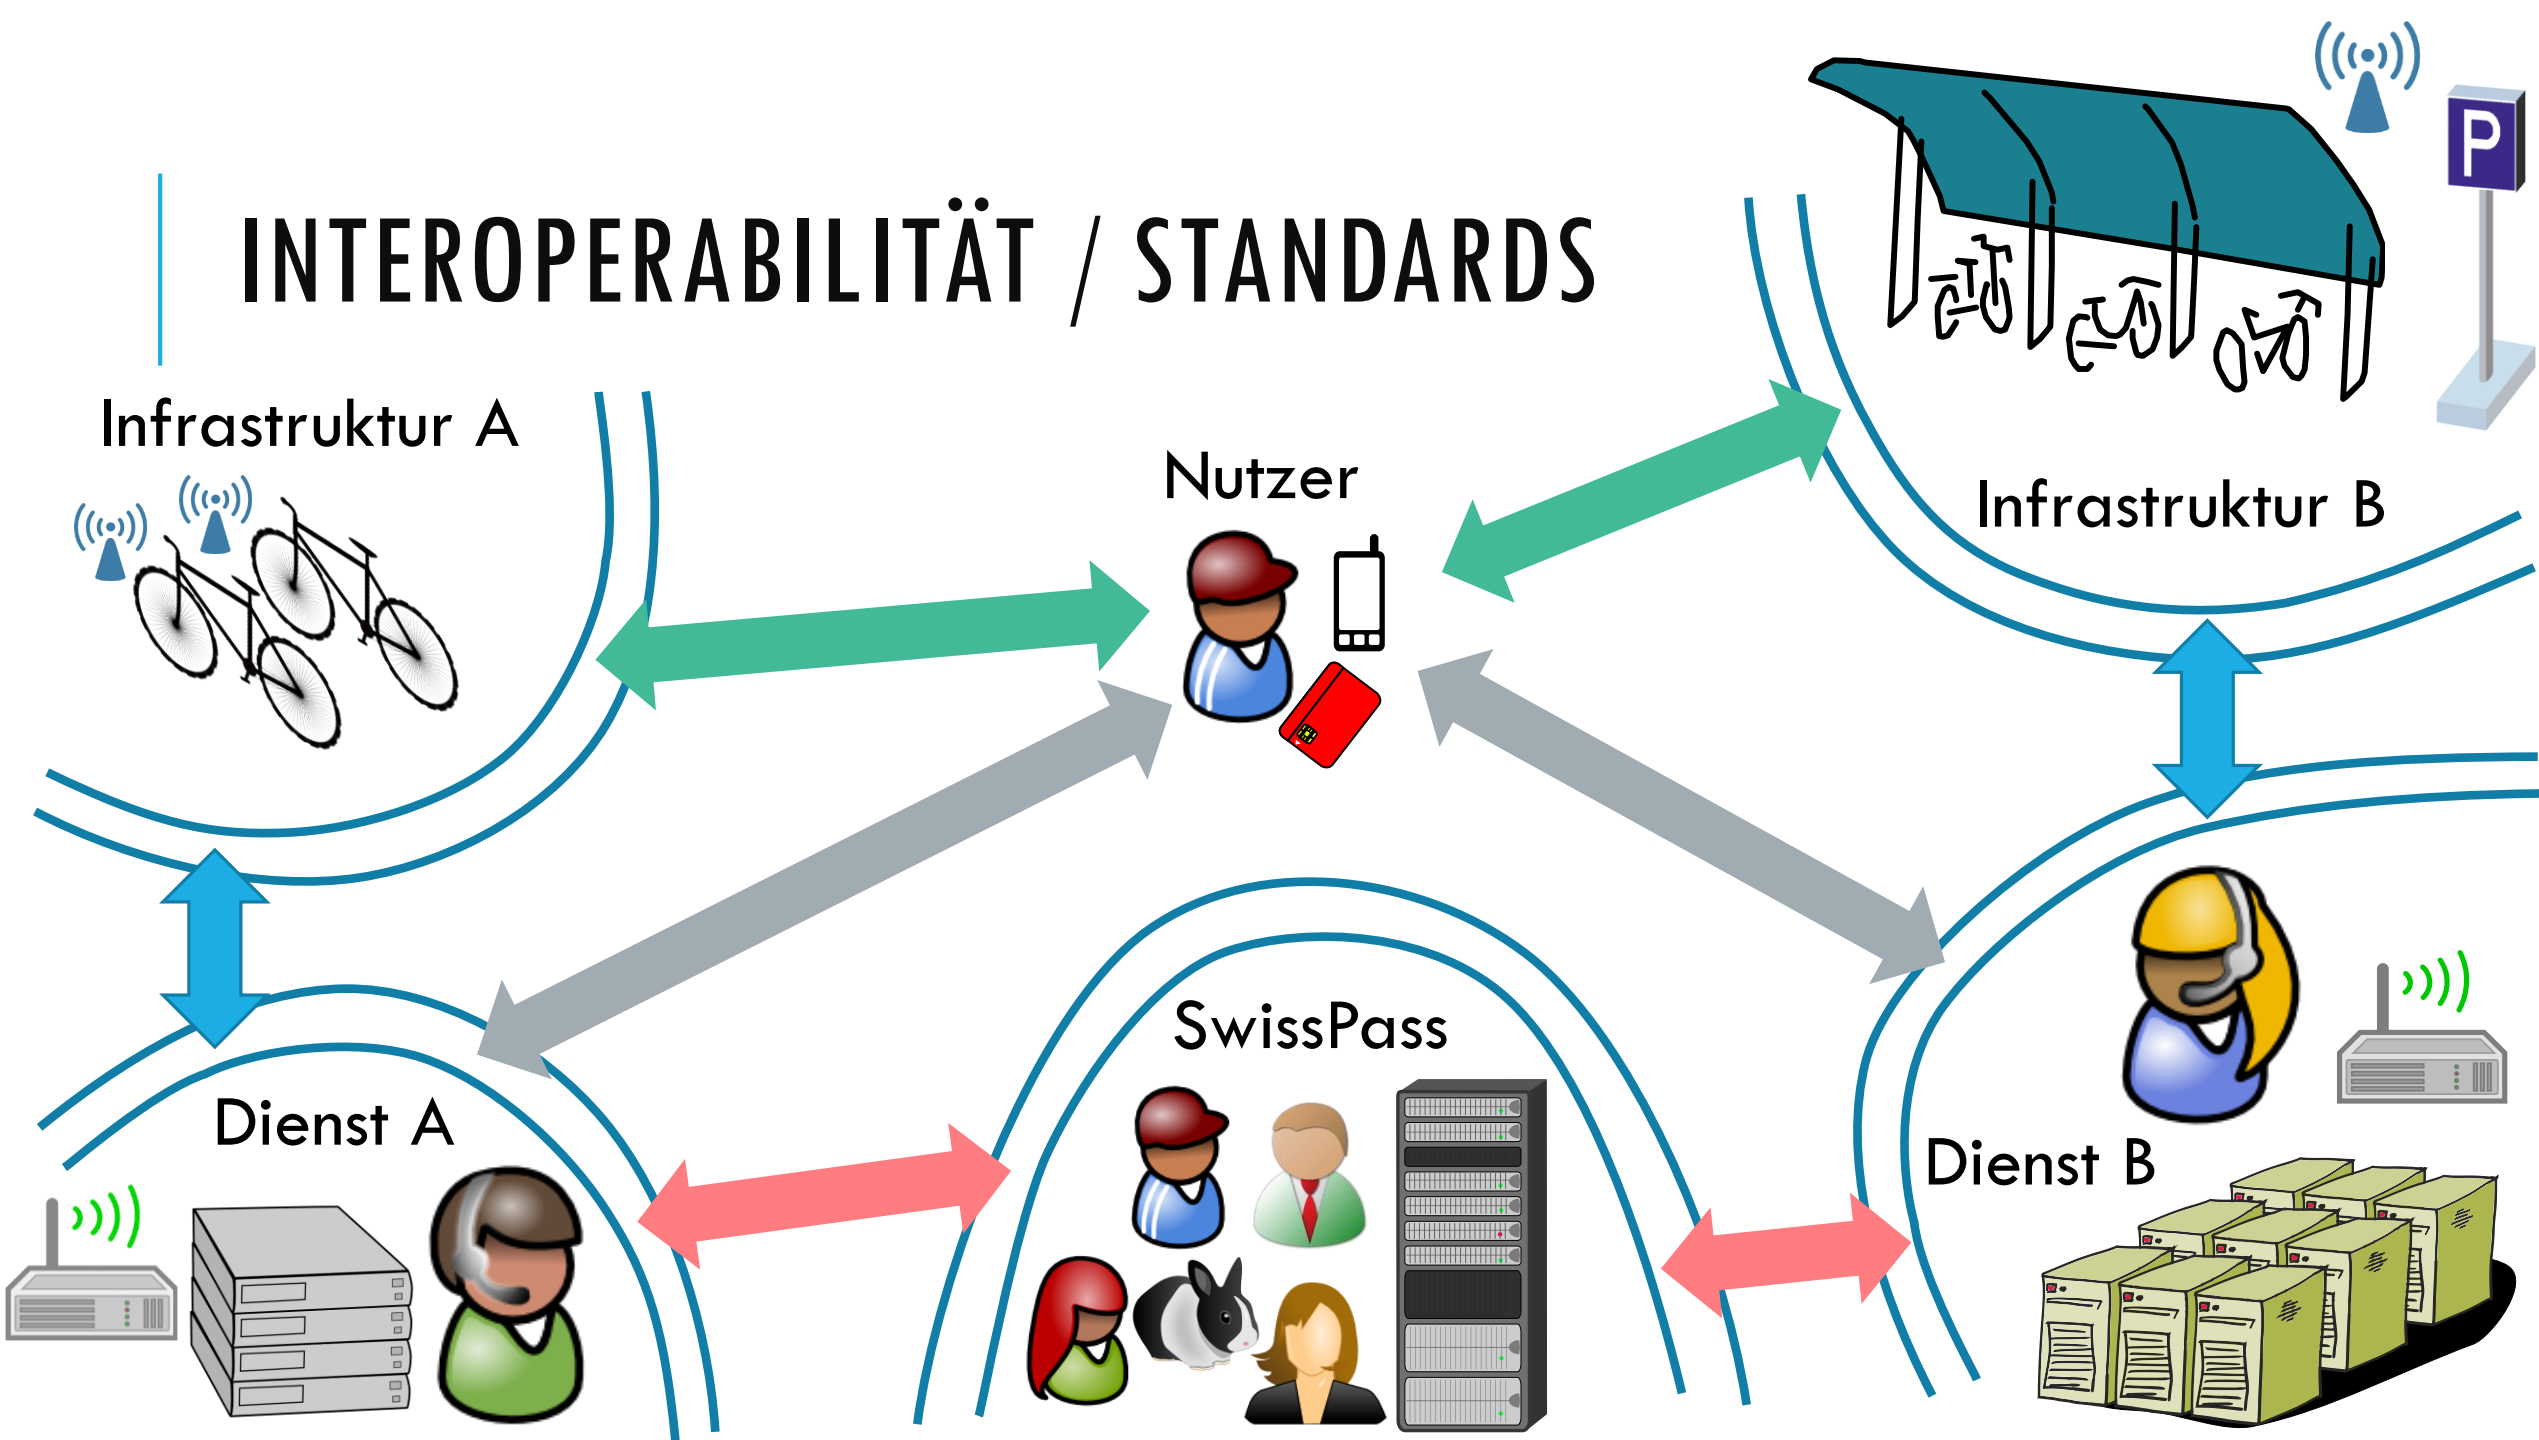 INTEROPERABILITÄT / STANDARDS
P
Infrastruktur A
Nutzer
Infrastruktur B
SwissPass
Dienst A
Dienst B